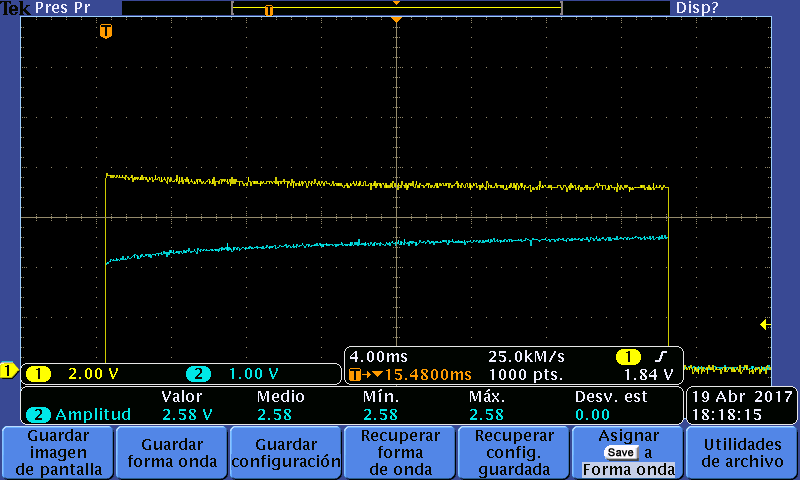 Tek Pres Pr Disp?
T
T
1
1 2.00 V 2 1.00 V
4.00ms 25.0kM/s 1
T→▼15.4800ms 1000 pts. 1.84 V
Valor Medio Mín. Máx. Desv. est
2 Amplitud 2.58 V 2.58 2.58 2.58 0.00
19 Abr 2017
18:18:15
Guardar
imagen
de pantalla
Guardar
forma onda
Guardar
configuración
Recuperar
forma
de onda
Recuperar
config.
guardada
Asignar
Save a
Forma onda
Utilidades
de archivo